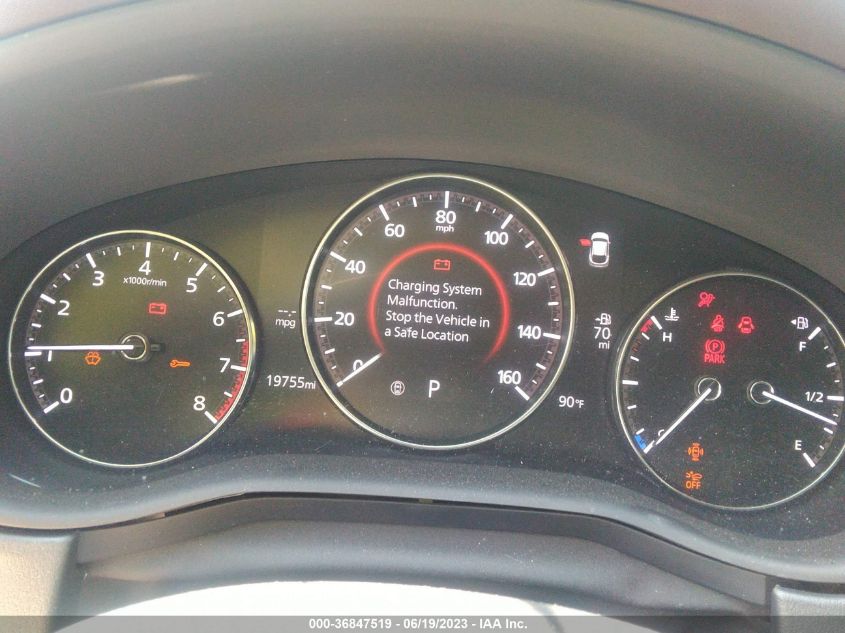 0
1
2
3
4
x1000r/min
5
6
7
8
--.-
mpg
19755mi
0
20
40
60
80
mph
100
120
140
160
Charging System
Malfunction.
Stop the Vehicle in
a Safe Location
P
70
mi
90°F
H
P
PARK
OFF
F
1/2
E
000-36847519 - 06/19/2023 - IAA Inc.